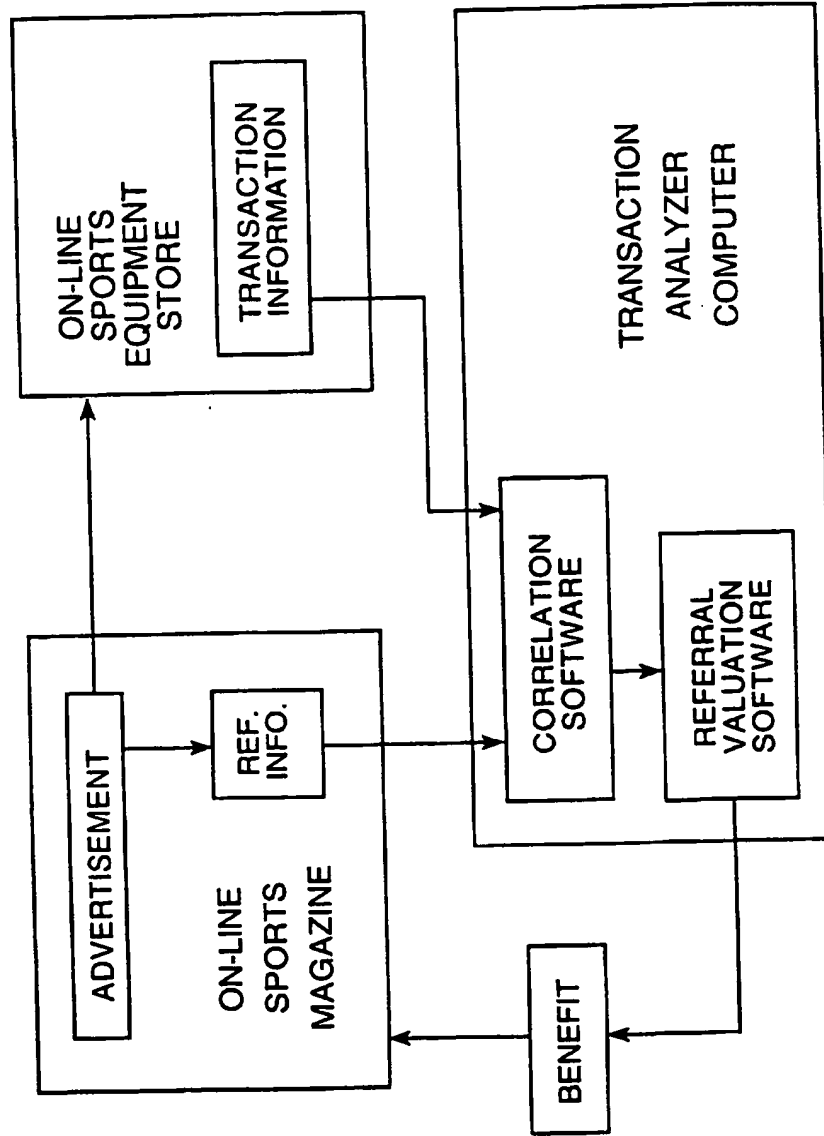 ADVERTISEMENT
REF.
INFO.
ON-LINE
SPORTS
MAGAZINE
ON-LINE
SPORTS
EQUIPMENT
STORE
TRANSACTION
INFORMATION
BENEFIT
CORRELATION
SOFTWARE
REFERRAL
VALUATION
SOFTWARE
TRANSACTION
ANALYZER
COMPUTER